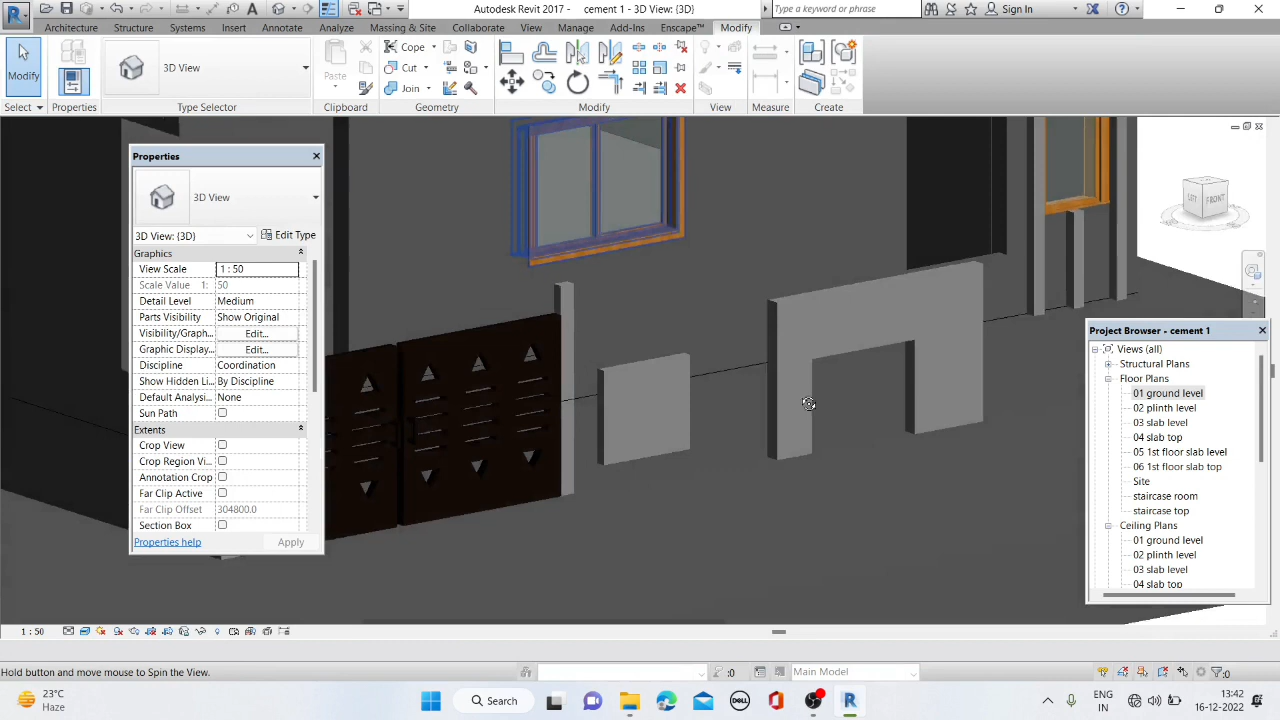 Autodesk Revit 2017 - cement 1 - 3D View: {3D}
Type a keyword or phrase
Sign In
Architecture Structure Systems Insert Annotate Analyze Massing & Site Collaborate View Manage Add-Ins Enscape™ Modify
Modify
Properties
3D View
Paste
Cope
Cut
Join
Select Properties Type Selector Clipboard Geometry Modify View Measure Create
Properties
3D View
3D View: {3D} Edit Type
Graphics
View Scale 1 : 50
Scale Value 1: 50
Detail Level Medium
Parts Visibility Show Original
Visibility/Graph... Edit...
Graphic Display... Edit...
Discipline Coordination
Show Hidden Li... By Discipline
Default Analysi... None
Sun Path
Extents
Crop View
Crop Region Vi...
Annotation Crop
Far Clip Active
Far Clip Offset 304800.0
Section Box
Properties help Apply
LEFT FRONT
Project Browser - cement 1
Views (all)
Structural Plans
Floor Plans
01 ground level
02 plinth level
03 slab level
04 slab top
05 1st floor slab level
06 1st floor slab top
Site
staircase room
staircase top
Ceiling Plans
01 ground level
02 plinth level
03 slab level
04 slab top
1 : 50
Hold button and move mouse to Spin the View.
:0
Main Model
:0
23°C
Haze
Search
DELL
ENG
IN
13:42
16-12-2022